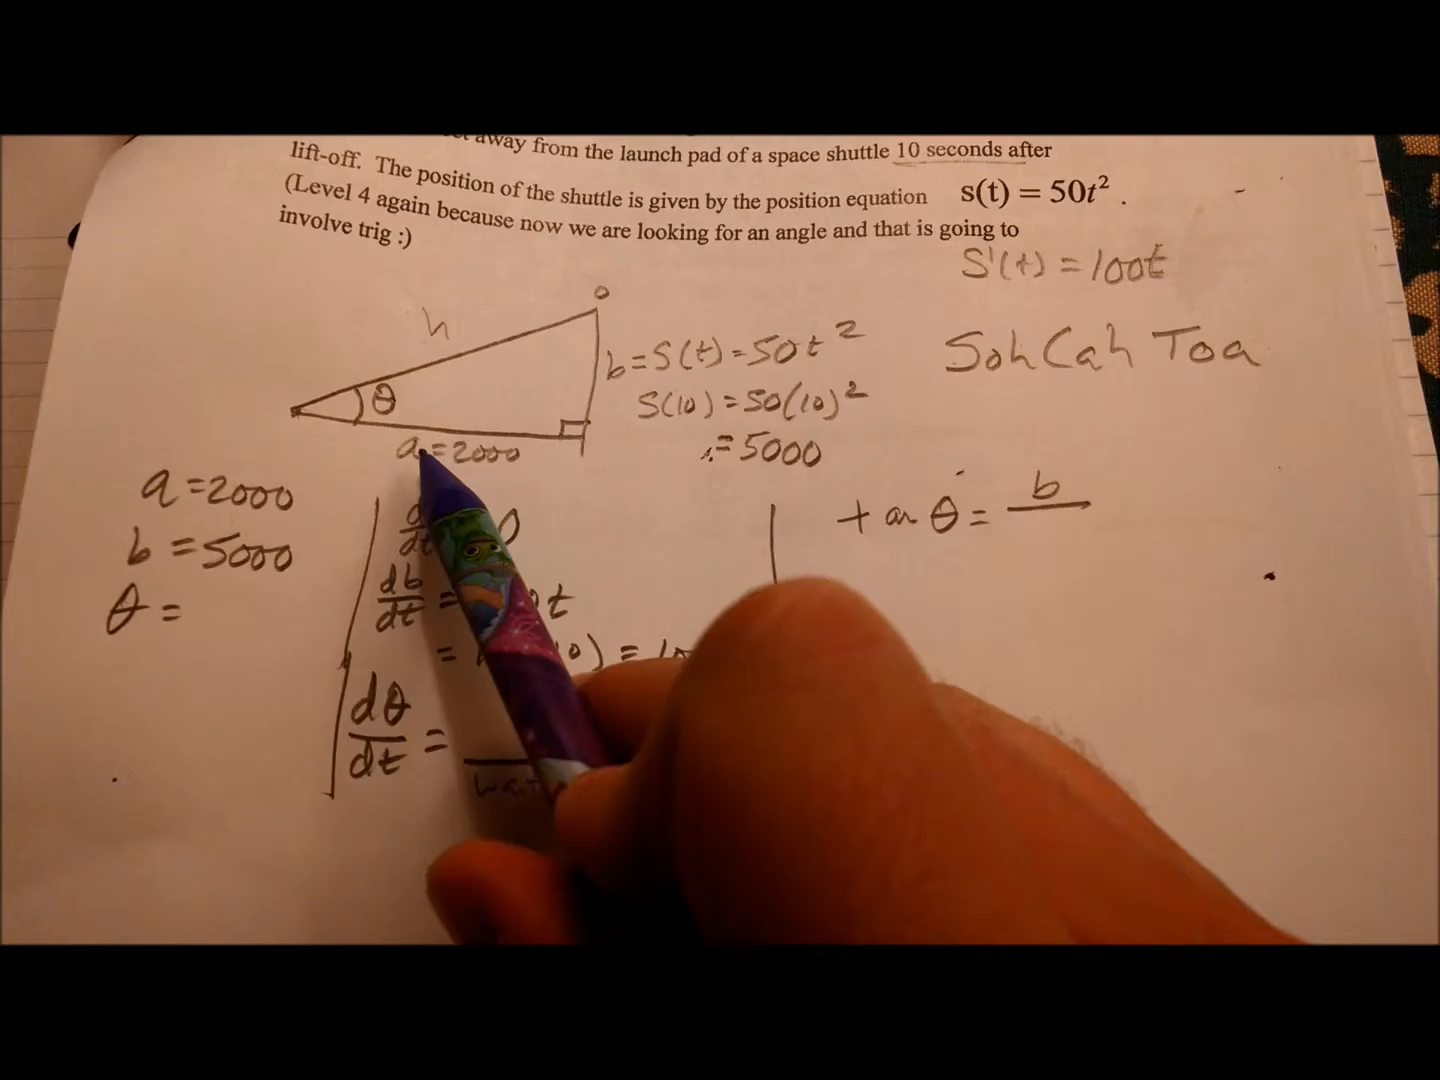 away from the launch pad of a space shuttle 10 seconds after
lift-off. The position of the shuttle is given by the position equation s(t) = 50t².
(Level 4 again because now we are looking for an angle and that is going to
involve trig :)
S'(t) = 100t
h
θ
a = 2000
b = S(t) = 50t²
S(10) = 50(10)²
= 5000
Soh Cah Toa
a = 2000
b = 5000
θ =
db/dt = t
=
dθ/dt =
tan θ = b